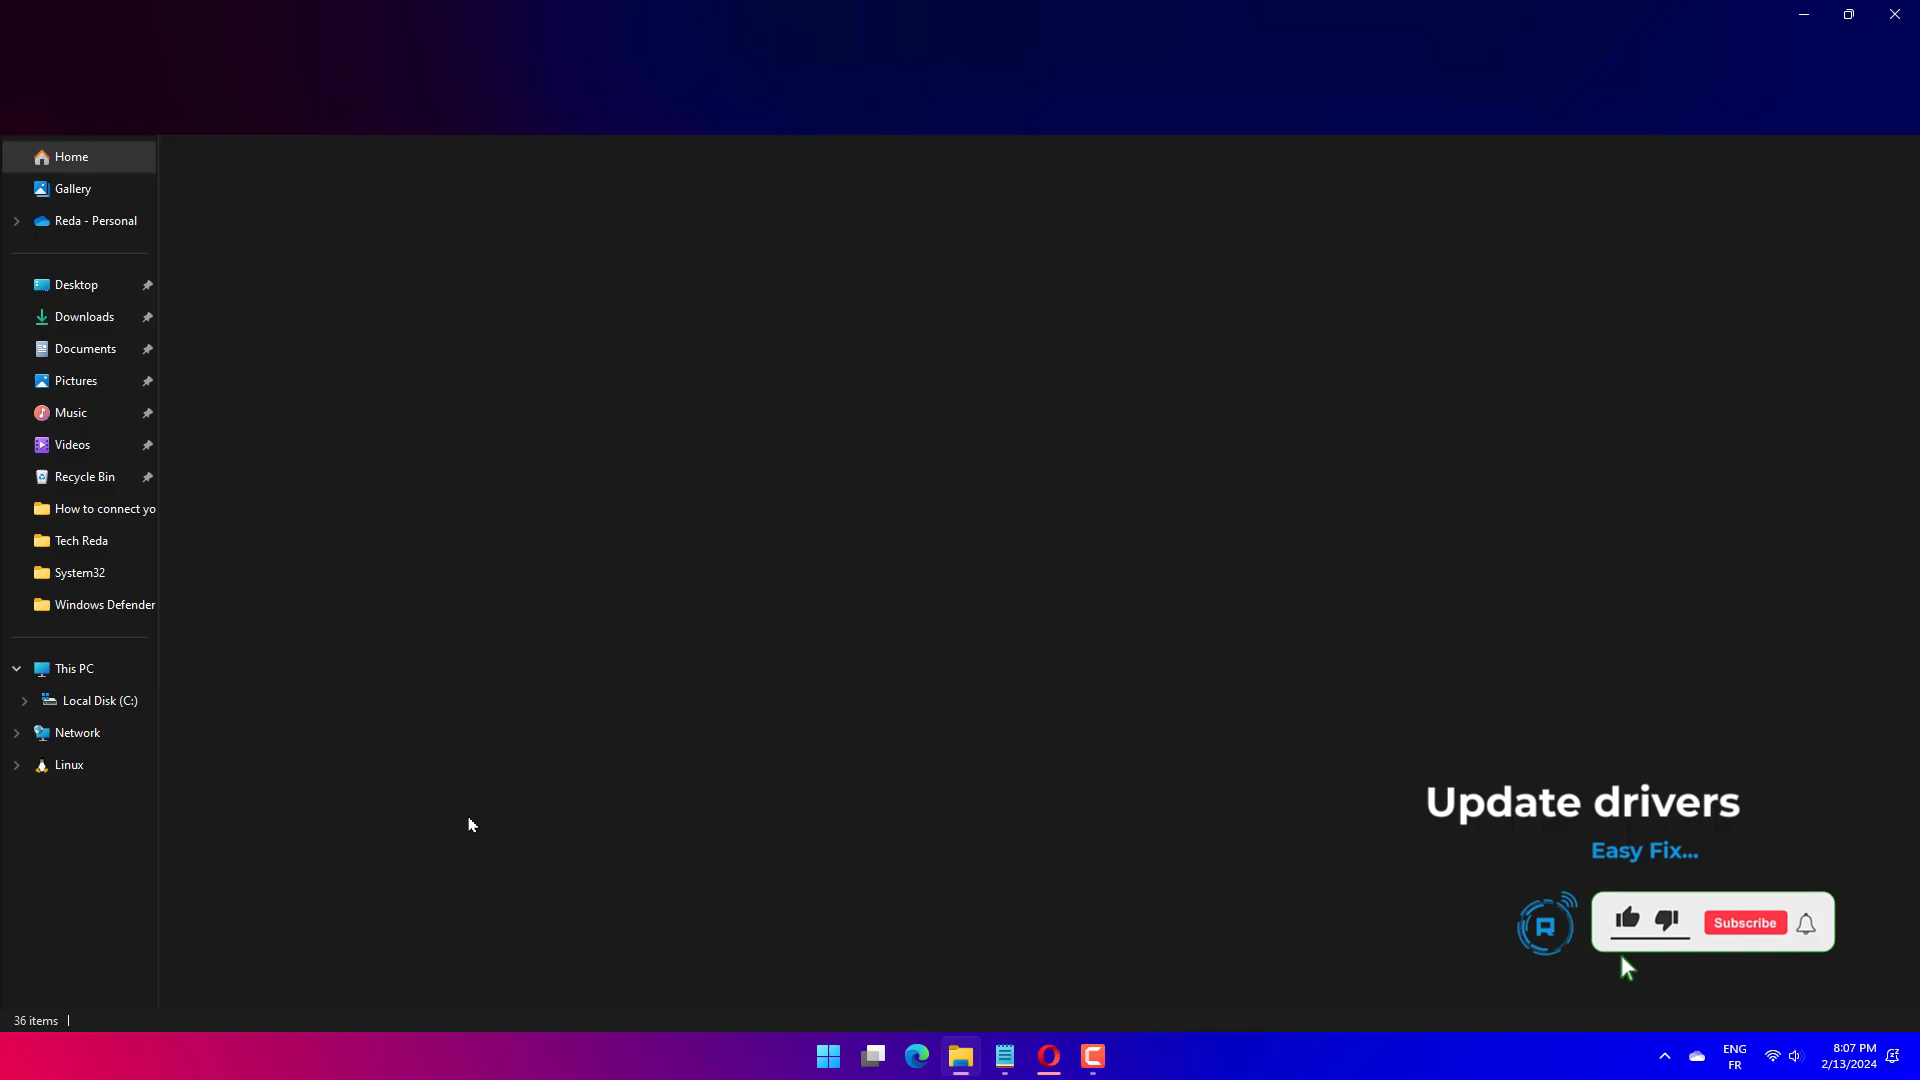 Home
Gallery
Reda - Personal
Desktop
Downloads
Documents
Pictures
Music
Videos
Recycle Bin
How to connect yo
Tech Reda
System32
Windows Defender
This PC
Local Disk (C:)
Network
Linux
Update drivers
Easy Fix...
R
Subscribe
36 items
ENG
FR
8:07 PM
2/13/2024